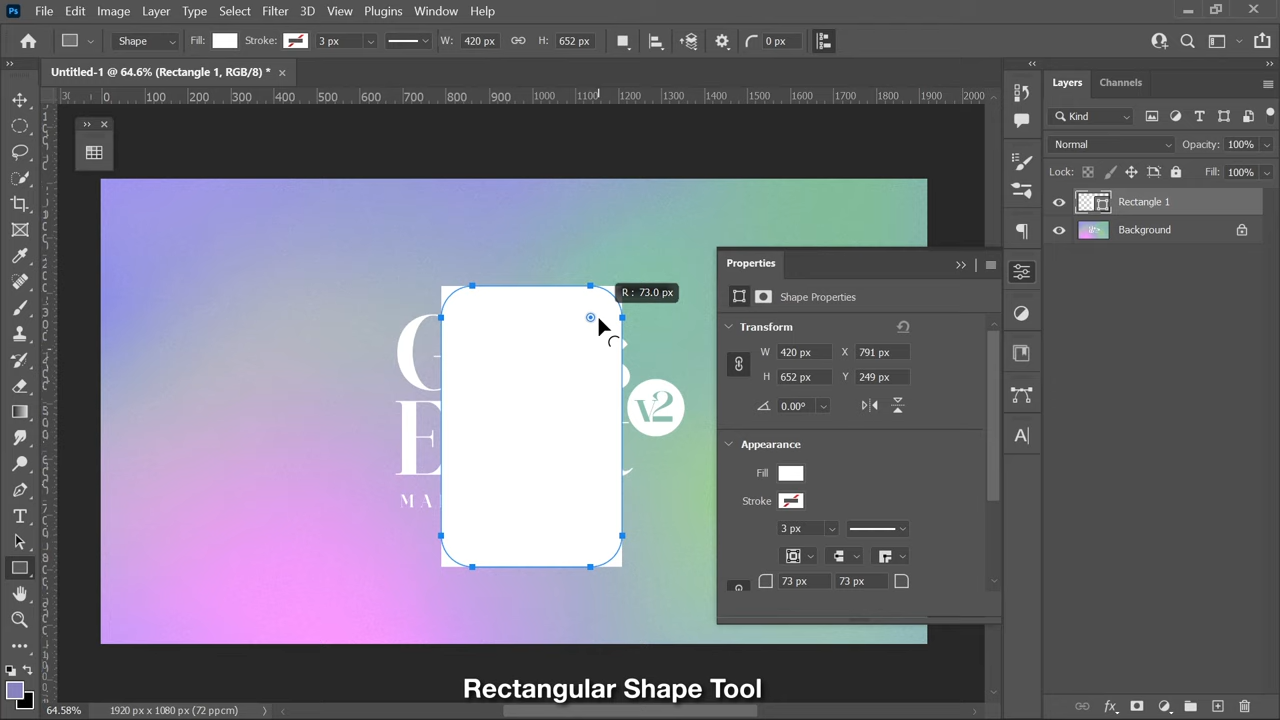 Ps File Edit Image Layer Type Select Filter 3D View Plugins Window Help
Shape Fill: Stroke: 3 px W: 420 px H: 652 px 0 px
Untitled-1 @ 64.6% (Rectangle 1, RGB/8) *
0 100 200 300 400 500 600 700 800 900 1000 1100 1200 1300 1400 1500 1600 1700 1800 1900 2000
Layers Channels
Kind
Normal Opacity: 100%
Lock: Fill: 100%
Rectangle 1
Background
R : 73.0 px
v2
Properties
Shape Properties
Transform
W 420 px X 791 px
H 652 px Y 249 px
0.00°
Appearance
Fill
Stroke
3 px
73 px 73 px
Rectangular Shape Tool
64.58% 1920 px x 1080 px (72 ppcm)